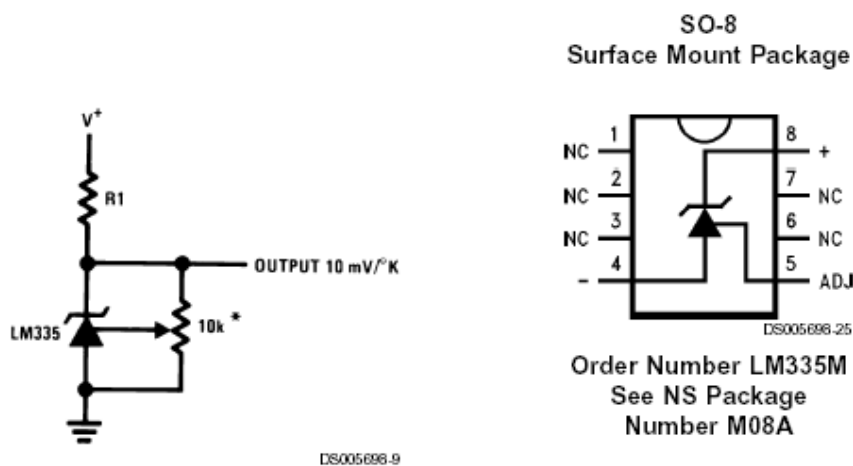 V+
R1
OUTPUT 10 mV/°K
LM335
10k *
DS005698-9
SO-8
Surface Mount Package
1
NC
8
+
2
NC
7
NC
3
NC
6
NC
4
-
5
ADJ
DS005698-25
Order Number LM335M
See NS Package
Number M08A